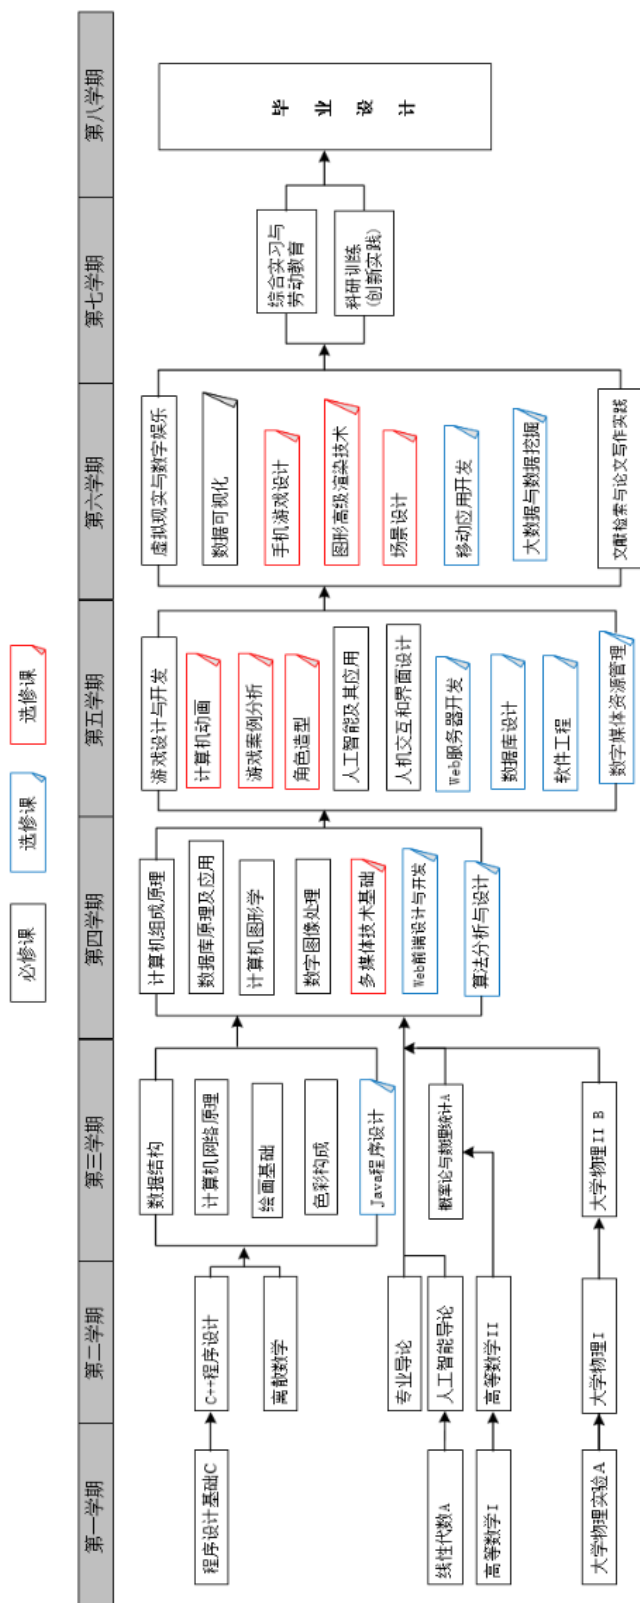 必修课
选修课
选修课
第一学期
第二学期
第三学期
第四学期
第五学期
第六学期
第七学期
第八学期
程序设计基础C
线性代数A
高等数学I
大学物理实验A
C++程序设计
离散数学
专业导论
人工智能导论
高等数学II
大学物理I
数据结构
计算机网络原理
绘画基础
色彩构成
Java程序设计
概率论与数理统计A
大学物理II B
计算机组成原理
数据库原理及应用
计算机图形学
数字图像处理
多媒体技术基础
Web前端设计与开发
算法分析与设计
游戏设计与开发
计算机动画
游戏案例分析
角色造型
人工智能及其应用
人机交互和界面设计
Web服务器开发
数据库设计
软件工程
数字媒体资源管理
虚拟现实与数字娱乐
数据可视化
手机游戏设计
图形高级渲染技术
场景设计
移动应用开发
大数据与数据挖掘
文献检索与论文写作实践
综合实习与
劳动教育
科研训练
(创新实践)
毕业设计